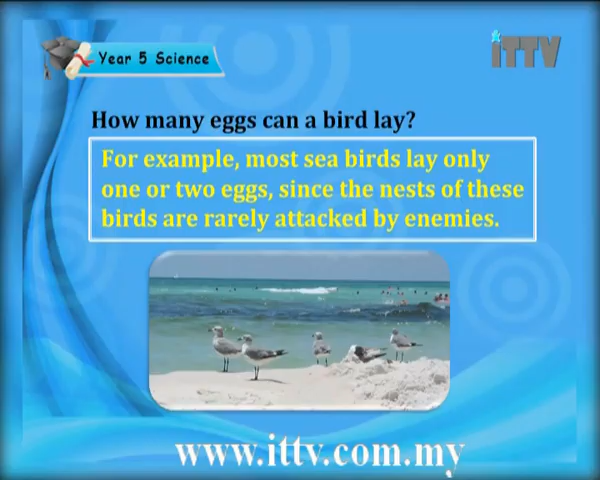 Year 5 Science
iTTV
How many eggs can a bird lay?
For example, most sea birds lay only
one or two eggs, since the nests of these
birds are rarely attacked by enemies.
www.ittv.com.my